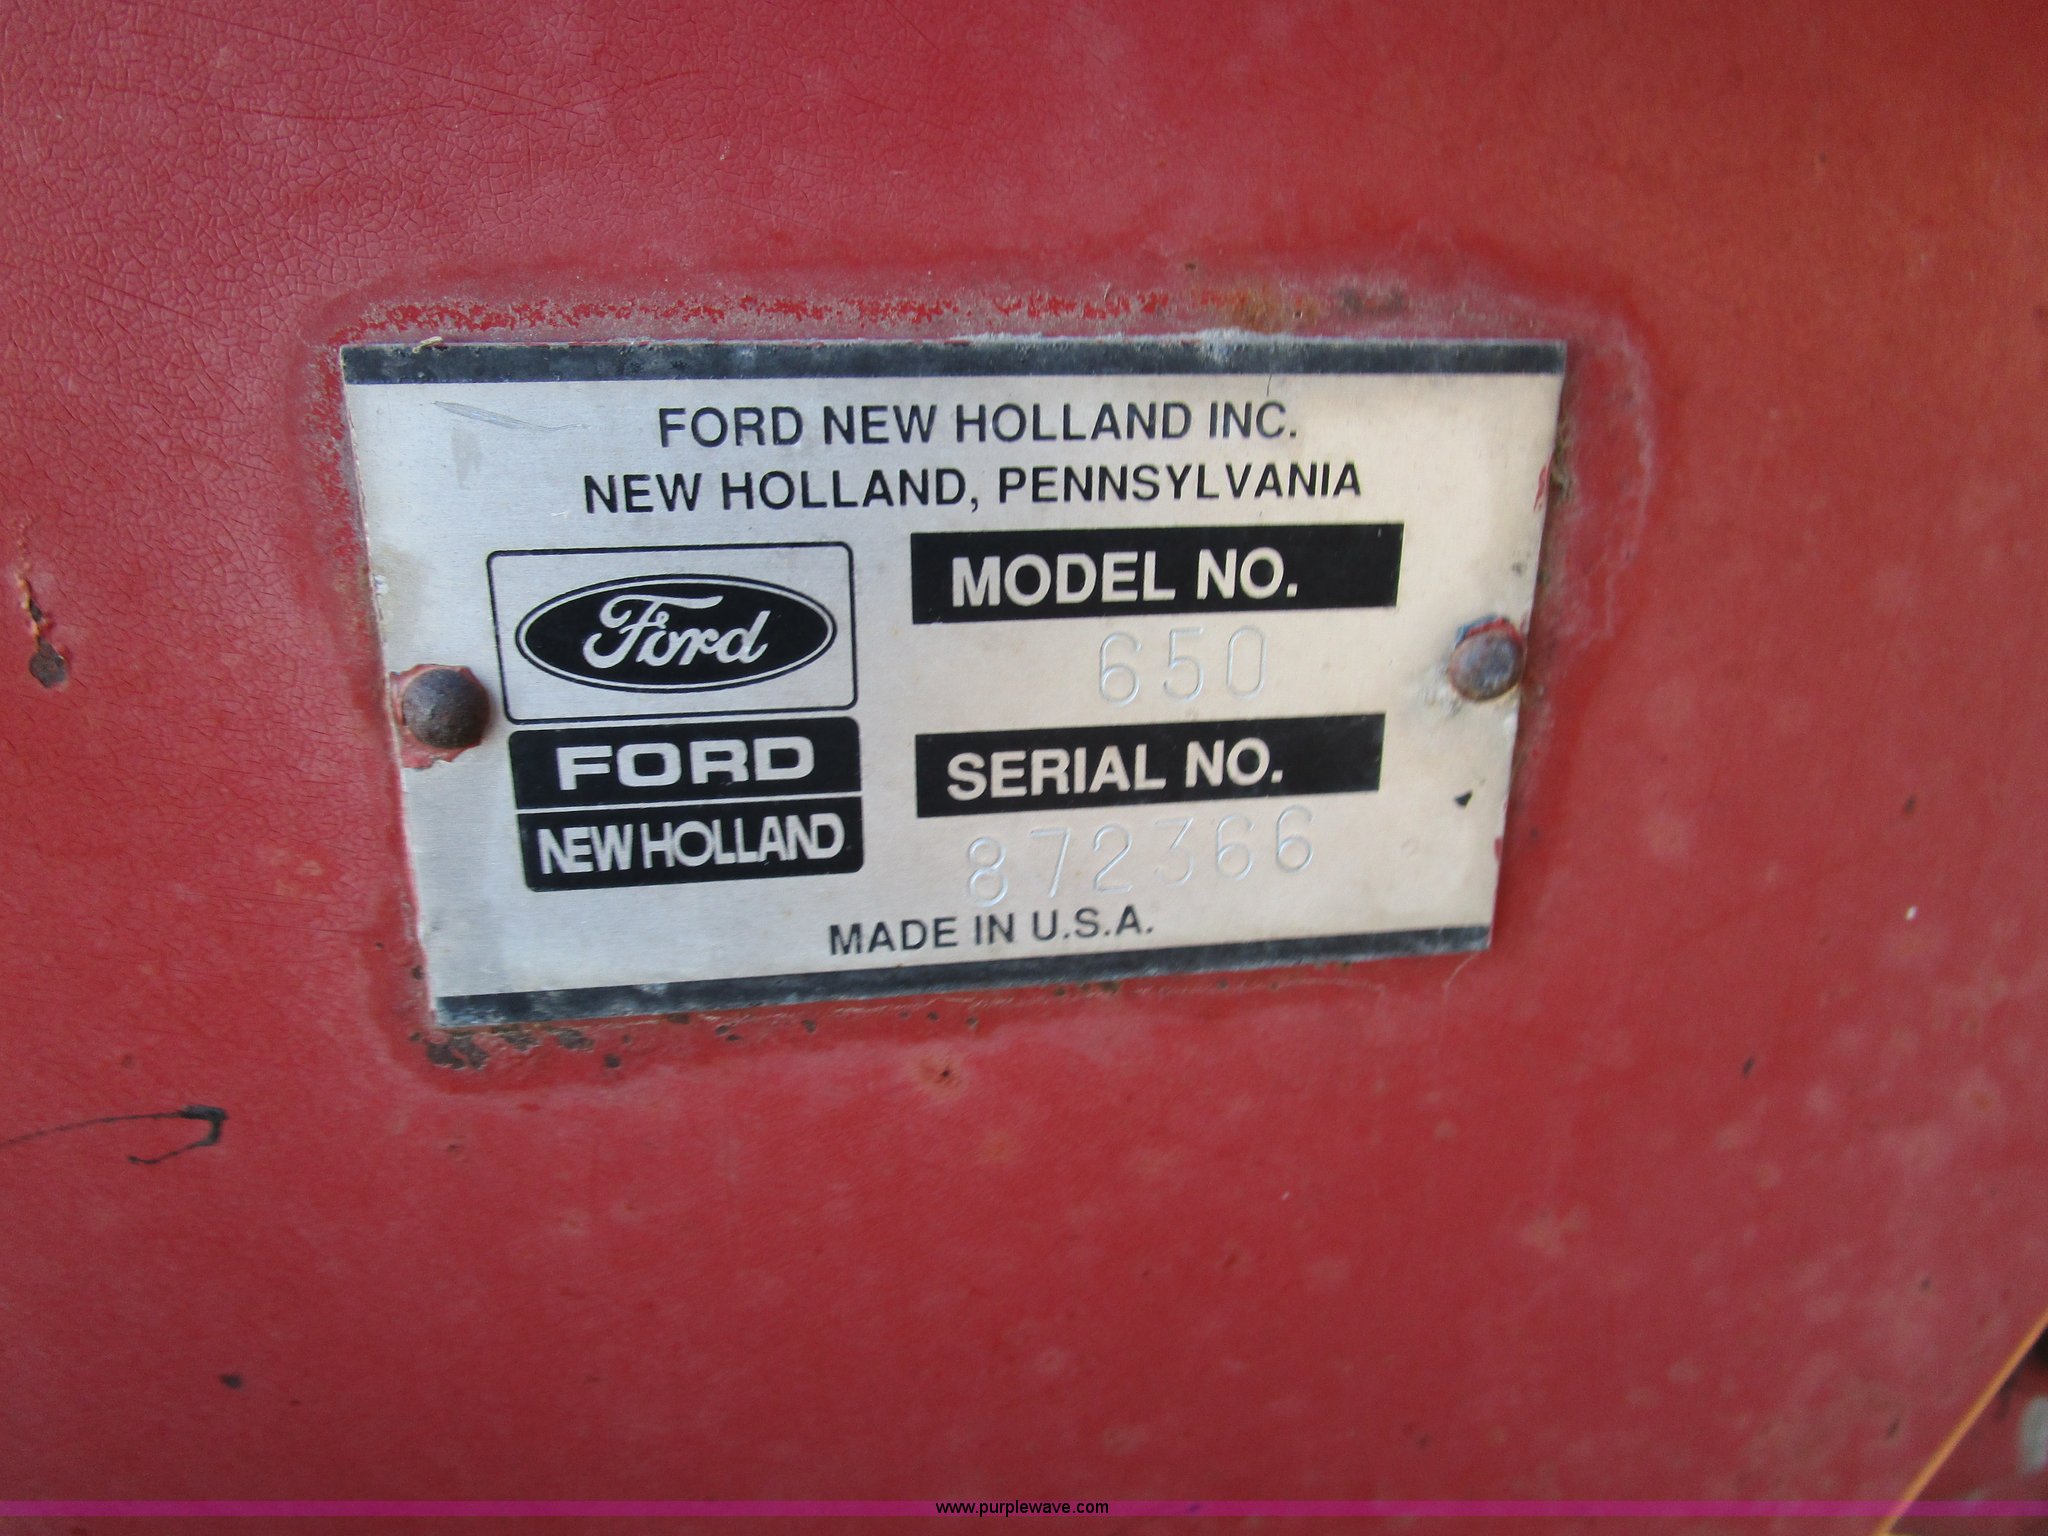 FORD NEW HOLLAND INC.
NEW HOLLAND, PENNSYLVANIA
Ford
FORD
NEW HOLLAND
MODEL NO.
650
SERIAL NO.
872366
MADE IN U.S.A.
www.purplewave.com